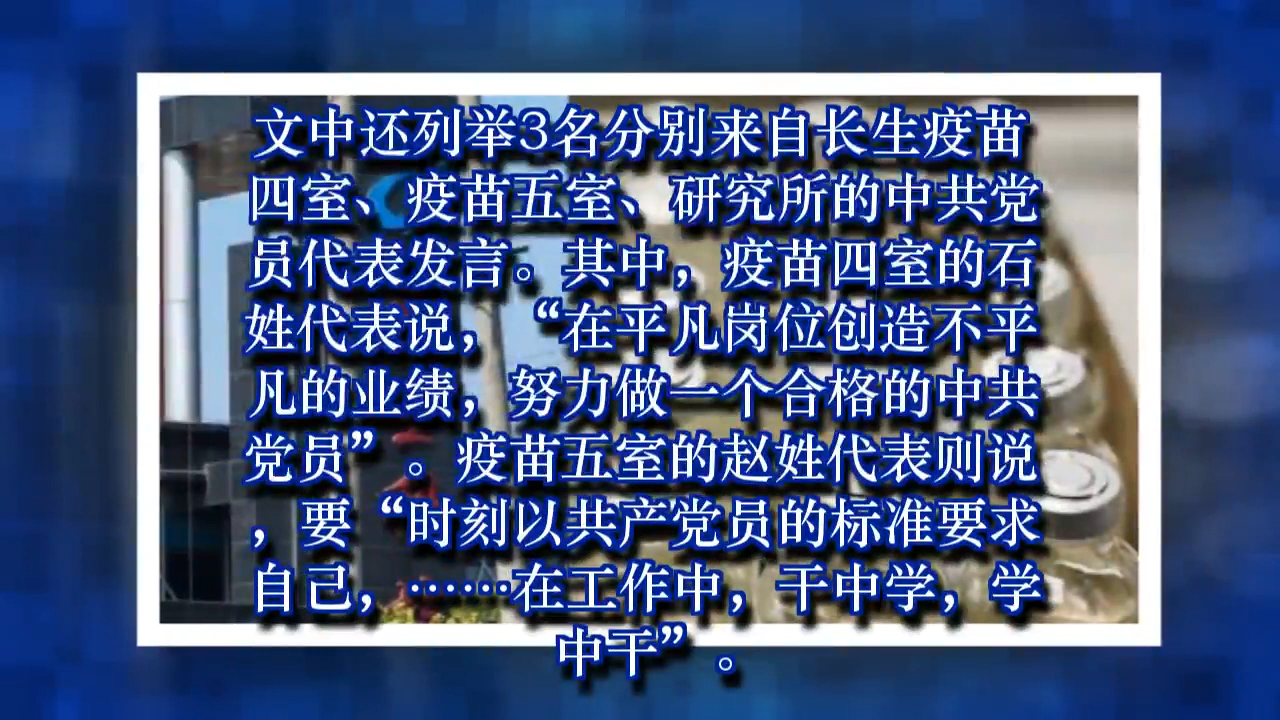 文中还列举3名分别来自长生疫苗
四室、疫苗五室、研究所的中共党
员代表发言。其中，疫苗四室的石
姓代表说，“在平凡岗位创造不平
凡的业绩，努力做一个合格的中共
党员”。疫苗五室的赵姓代表则说
，要“时刻以共产党员的标准要求
自己，……在工作中，干中学，学
中干”。